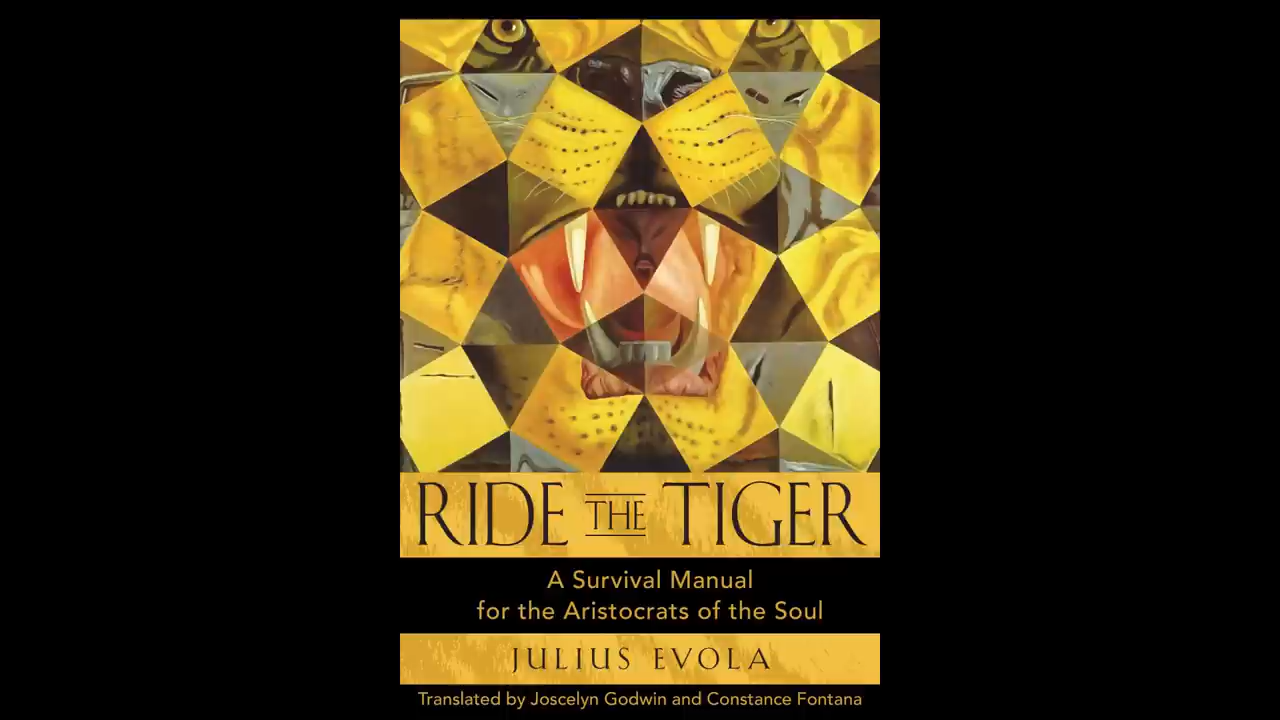 RIDE THE TIGER
A Survival Manual
for the Aristocrats of the Soul
JULIUS EVOLA
Translated by Joscelyn Godwin and Constance Fontana